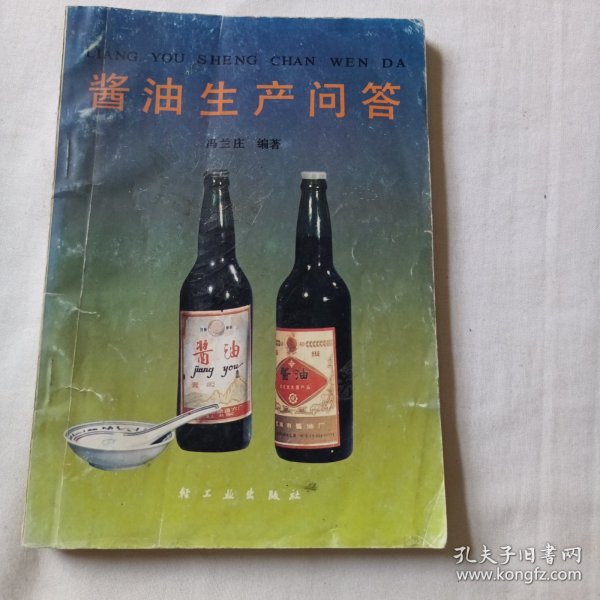 JIANG YOU SHENG CHAN WEN DA
酱油生产问答
冯兰庄 编著
酱油
jiang you
酱油
轻工业出版社
孔夫子旧书网
www.kongfz.com